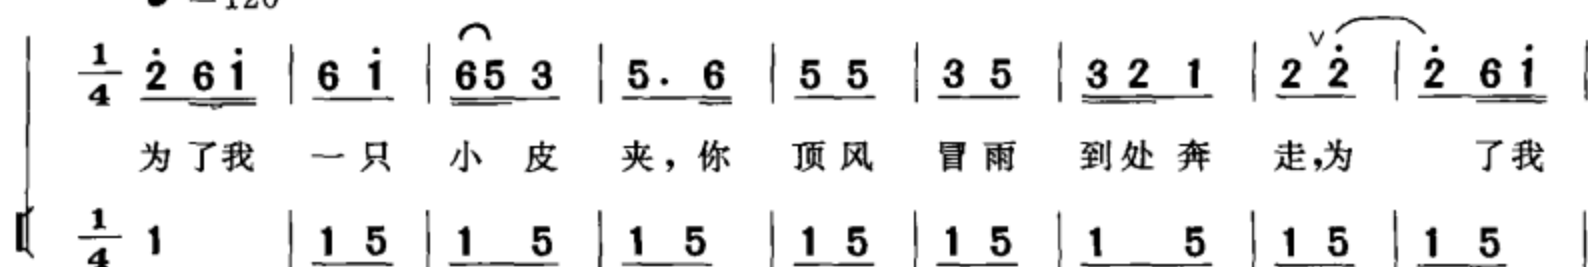 1/4 2̇ 6 1̇ | 6 1̇ | 6 5 3 | 5. 6 | 5 5 | 3 5 | 3 2 1 | 2 ∨ 2̇ | 2̇ 6 1̇ |
为了我 一只 小皮 夹，你 顶风 冒雨 到处奔 走，为 了我
1/4 1 | 1 5 | 1 5 | 1 5 | 1 5 | 1 5 | 1 5 | 1 5 | 1 5 |